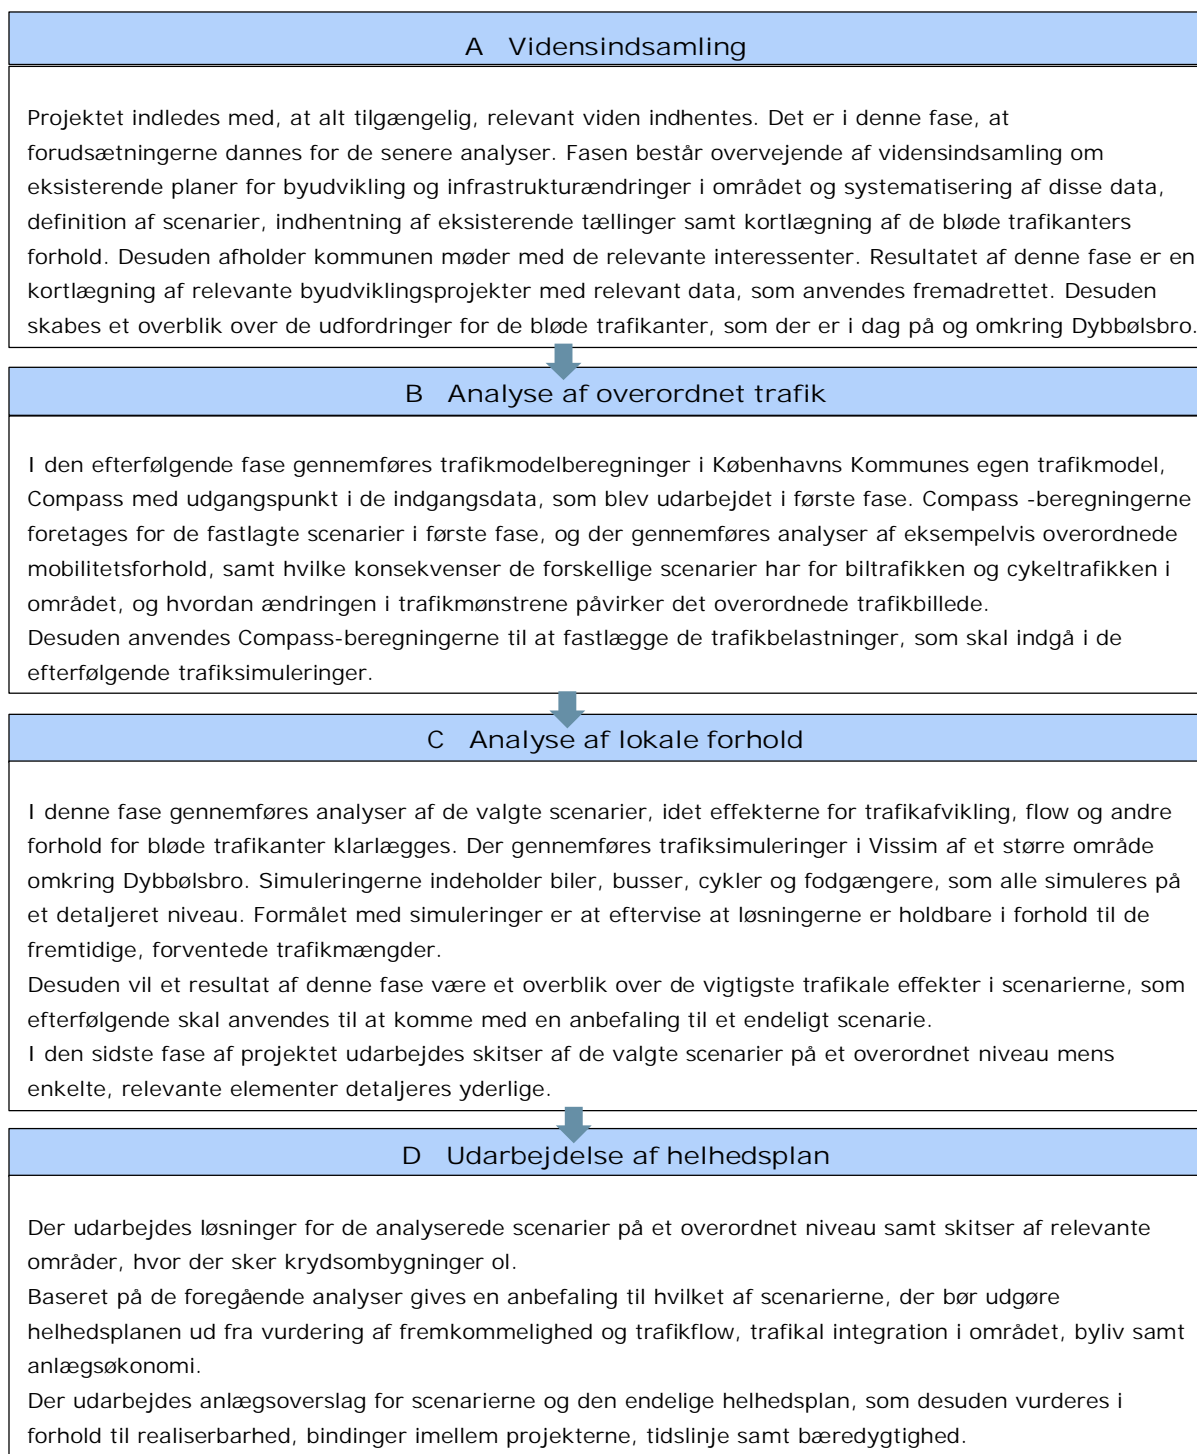 A Vidensindsamling
Projektet indledes med, at alt tilgængelig, relevant viden indhentes. Det er i denne fase, at
forudsætningerne dannes for de senere analyser. Fasen består overvejende af vidensindsamling om
eksisterende planer for byudvikling og infrastrukturændringer i området og systematisering af disse data,
definition af scenarier, indhentning af eksisterende tællinger samt kortlægning af de bløde trafikanters
forhold. Desuden afholder kommunen møder med de relevante interessenter. Resultatet af denne fase er en
kortlægning af relevante byudviklingsprojekter med relevant data, som anvendes fremadrettet. Desuden
skabes et overblik over de udfordringer for de bløde trafikanter, som der er i dag på og omkring Dybbølsbro.
B Analyse af overordnet trafik
I den efterfølgende fase gennemføres trafikmodelberegninger i Københavns Kommunes egen trafikmodel,
Compass med udgangspunkt i de indgangsdata, som blev udarbejdet i første fase. Compass -beregningerne
foretages for de fastlagte scenarier i første fase, og der gennemføres analyser af eksempelvis overordnede
mobilitetsforhold, samt hvilke konsekvenser de forskellige scenarier har for biltrafikken og cykeltrafikken i
området, og hvordan ændringen i trafikmønstrene påvirker det overordnede trafikbillede.
Desuden anvendes Compass-beregningerne til at fastlægge de trafikbelastninger, som skal indgå i de
efterfølgende trafiksimuleringer.
C Analyse af lokale forhold
I denne fase gennemføres analyser af de valgte scenarier, idet effekterne for trafikafvikling, flow og andre
forhold for bløde trafikanter klarlægges. Der gennemføres trafiksimuleringer i Vissim af et større område
omkring Dybbølsbro. Simuleringerne indeholder biler, busser, cykler og fodgængere, som alle simuleres på
et detaljeret niveau. Formålet med simuleringer er at eftervise at løsningerne er holdbare i forhold til de
fremtidige, forventede trafikmængder.
Desuden vil et resultat af denne fase være et overblik over de vigtigste trafikale effekter i scenarierne, som
efterfølgende skal anvendes til at komme med en anbefaling til et endeligt scenarie.
I den sidste fase af projektet udarbejdes skitser af de valgte scenarier på et overordnet niveau mens
enkelte, relevante elementer detaljeres yderlige.
D Udarbejdelse af helhedsplan
Der udarbejdes løsninger for de analyserede scenarier på et overordnet niveau samt skitser af relevante
områder, hvor der sker krydsombygninger ol.
Baseret på de foregående analyser gives en anbefaling til hvilket af scenarierne, der bør udgøre
helhedsplanen ud fra vurdering af fremkommelighed og trafikflow, trafikal integration i området, byliv samt
anlægsøkonomi.
Der udarbejdes anlægsoverslag for scenarierne og den endelige helhedsplan, som desuden vurderes i
forhold til realiserbarhed, bindinger imellem projekterne, tidslinje samt bæredygtighed.